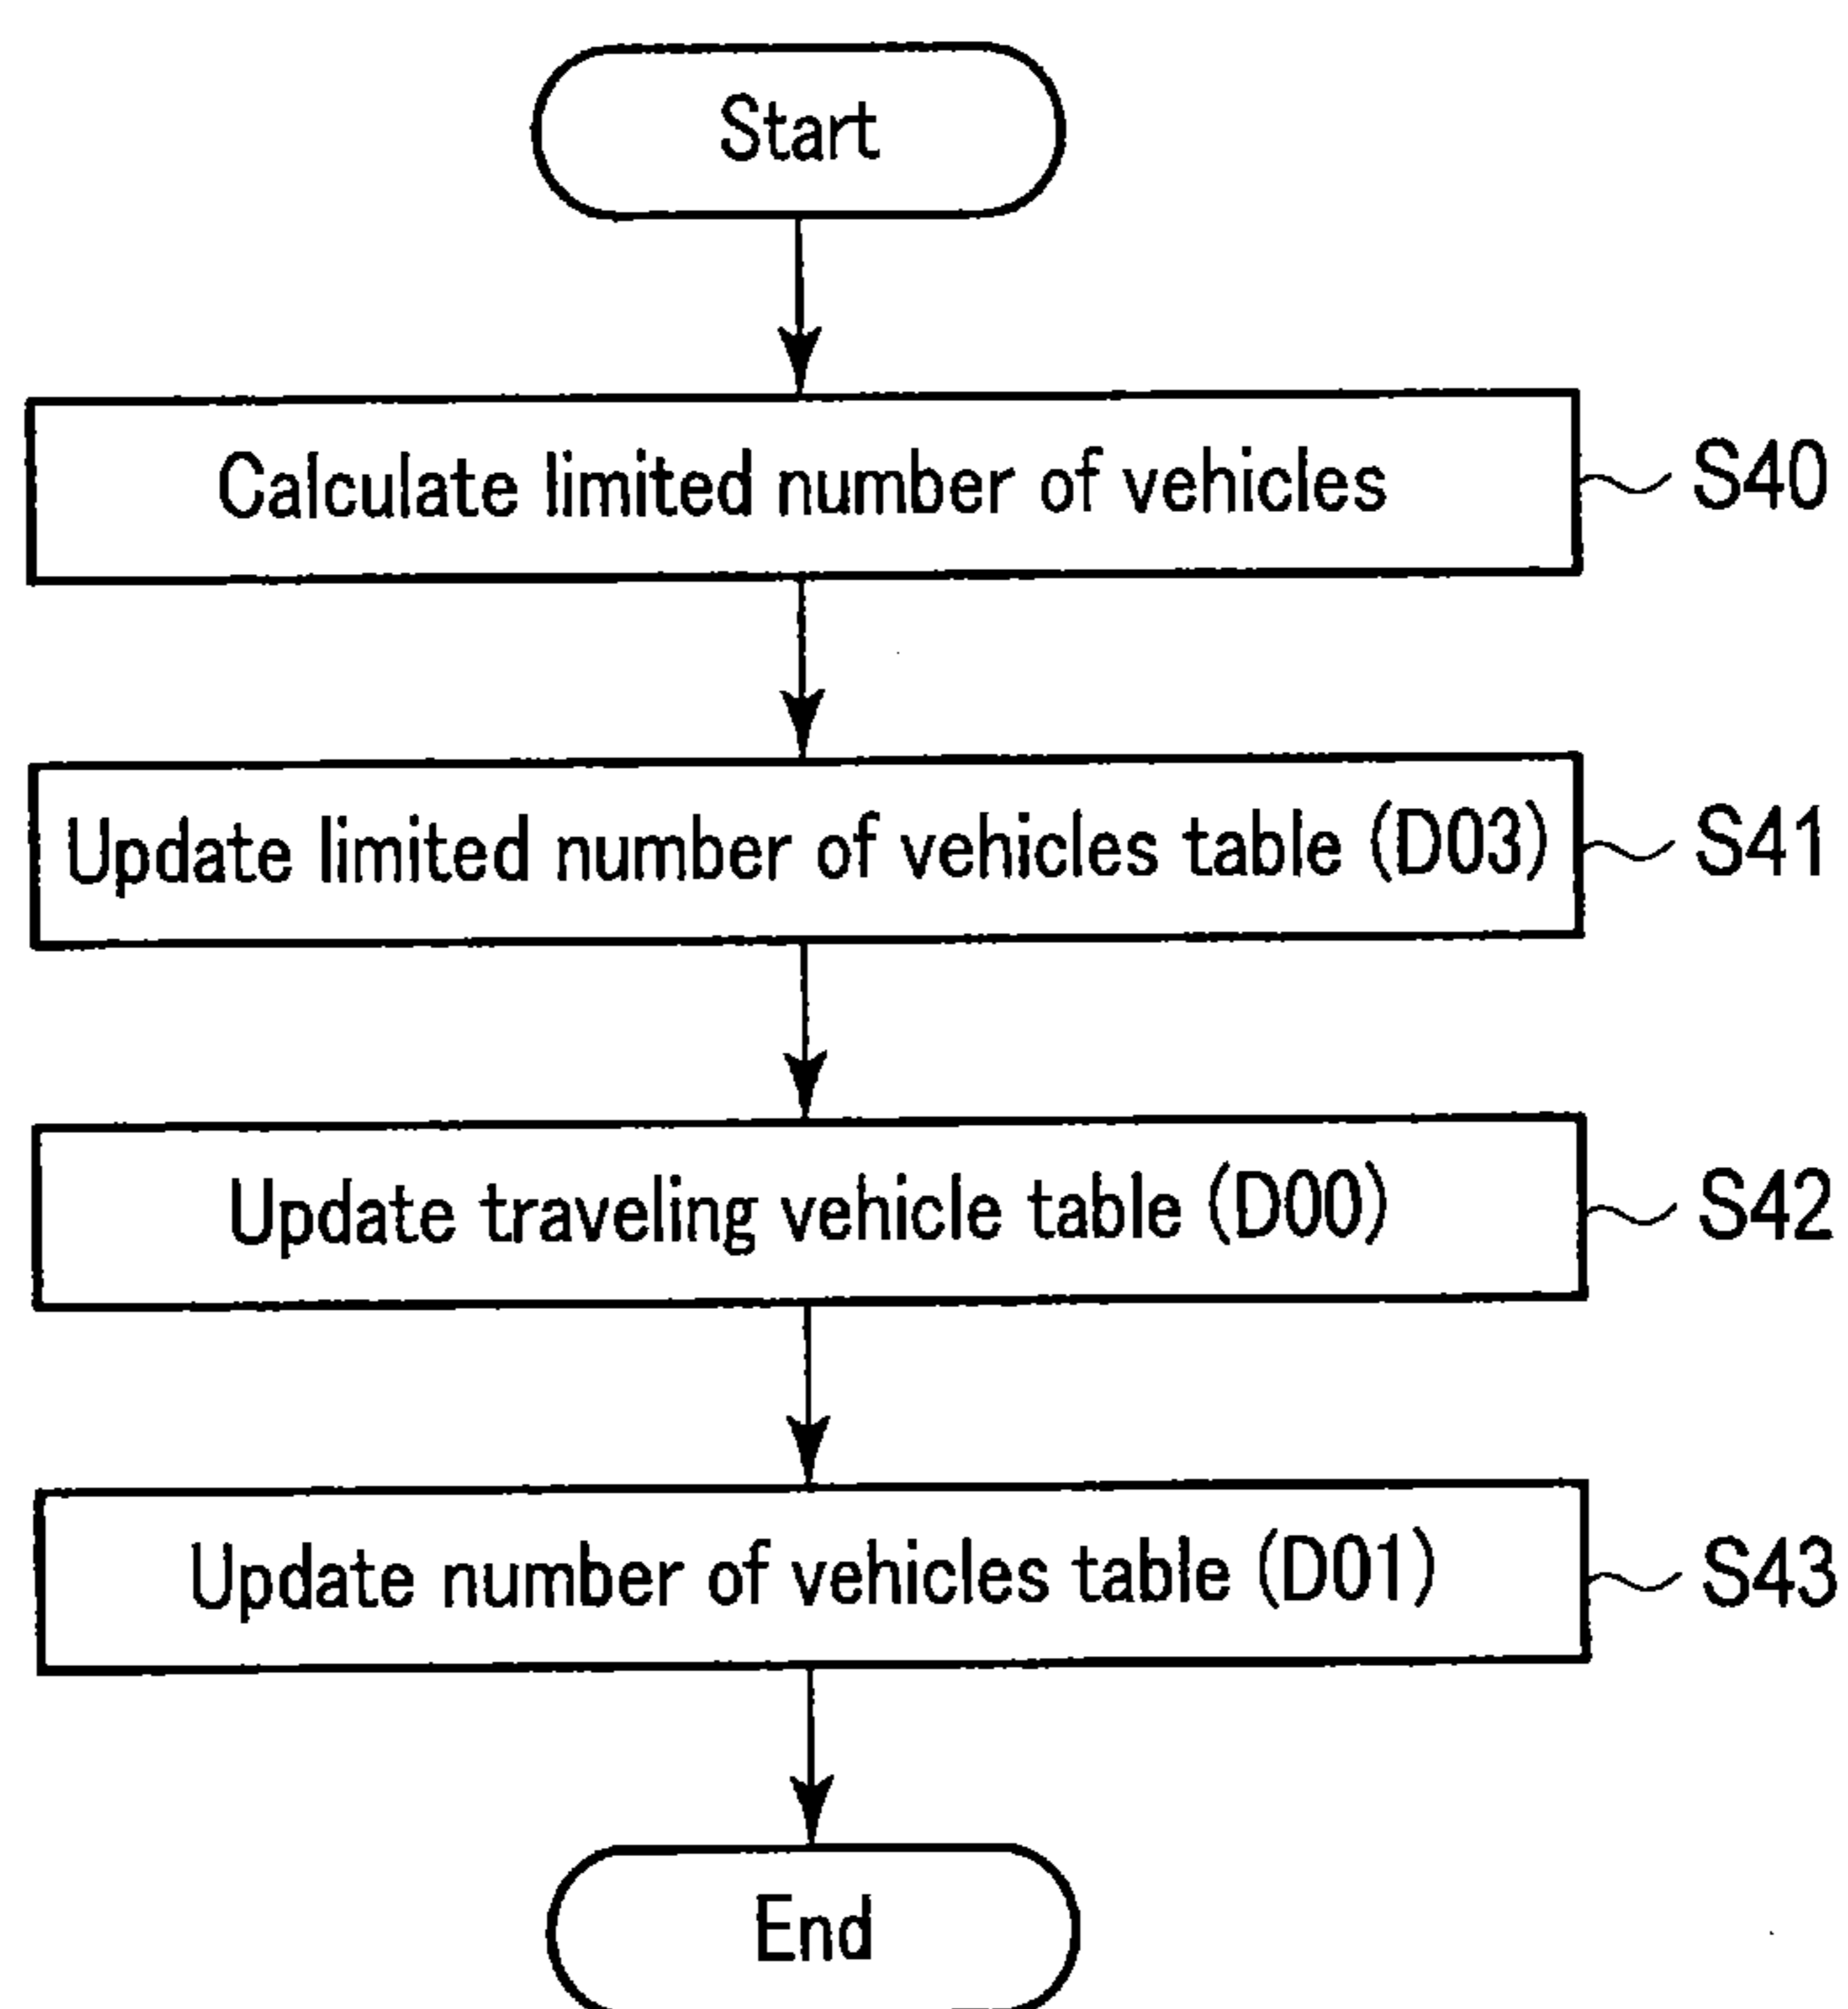 Start
Calculate limited number of vehicles
S40
Update limited number of vehicles table (D03)
S41
Update traveling vehicle table (D00)
S42
Update number of vehicles table (D01)
S43
End